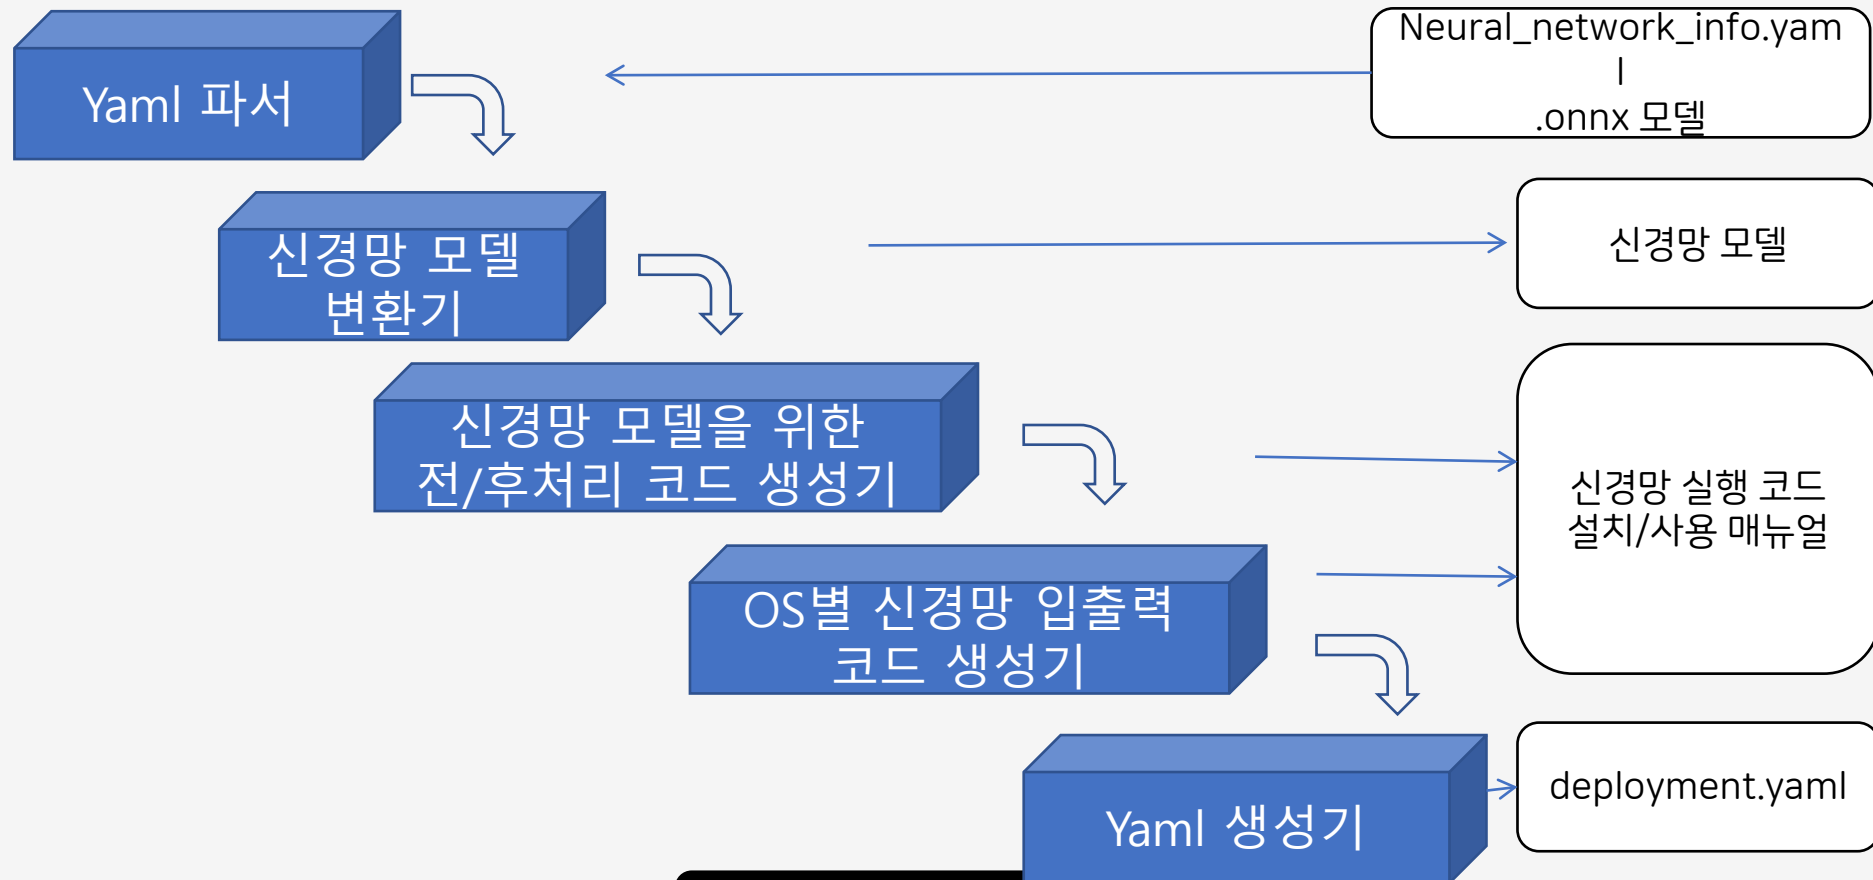 Yaml 파서
Neural_network_info.yam
l
.onnx 모델
신경망 모델
변환기
신경망 모델
신경망 모델을 위한
전/후처리 코드 생성기
신경망 실행 코드
설치/사용 매뉴얼
OS별 신경망 입출력
코드 생성기
Yaml 생성기
deployment.yaml